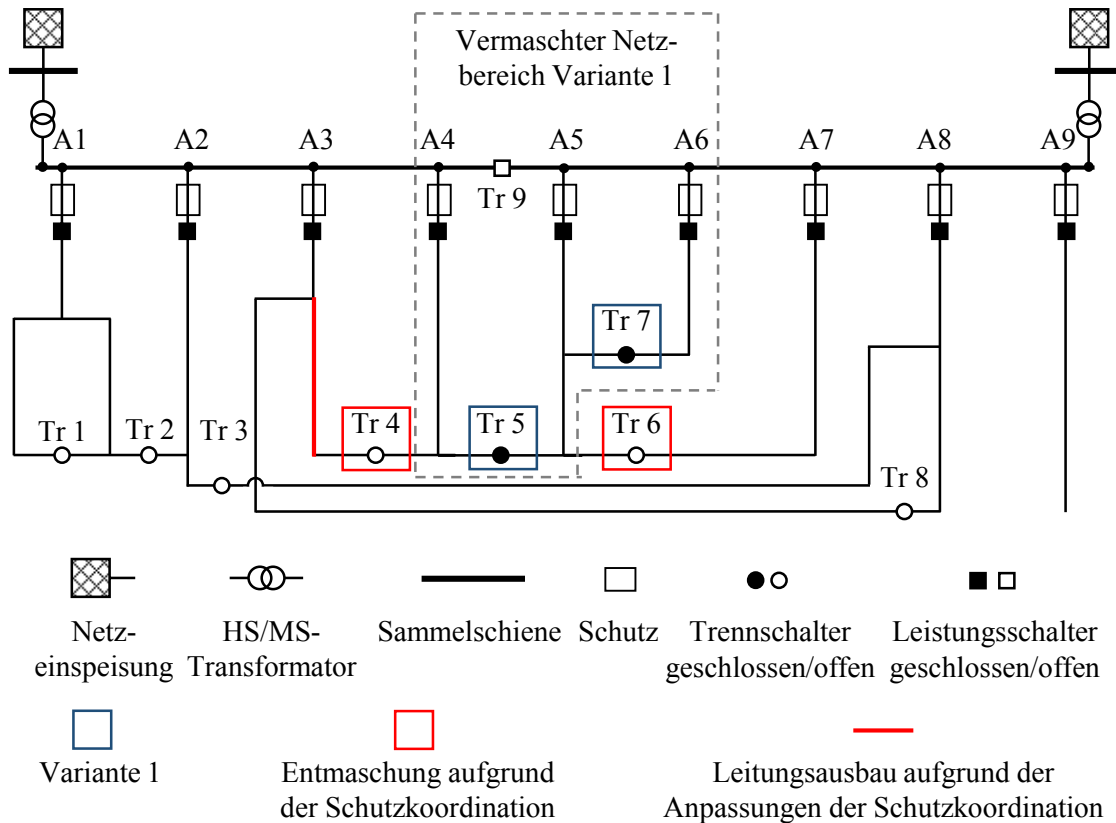 Vermaschter Netz-
bereich Variante 1
A1
A2
A3
A4
A5
A6
A7
A8
A9
Tr 9
Tr 7
Tr 1
Tr 2
Tr 3
Tr 4
Tr 5
Tr 6
Tr 8
Netz-
einspeisung
HS/MS-
Transformator
Sammelschiene
Schutz
Trennschalter
geschlossen/offen
Leistungsschalter
geschlossen/offen
Variante 1
Entmaschung aufgrund
der Schutzkoordination
Leitungsausbau aufgrund der
Anpassungen der Schutzkoordination